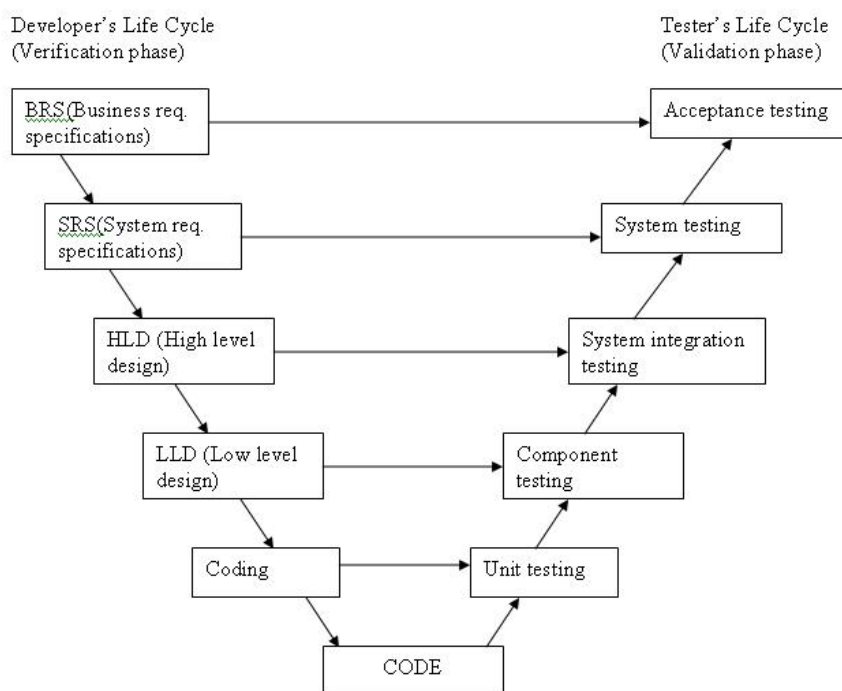 Developer's Life Cycle
(Verification phase)
Tester's Life Cycle
(Validation phase)
BRS(Business req.
specifications)
Acceptance testing
SRS(System req.
specifications)
System testing
HLD (High level
design)
System integration
testing
LLD (Low level
design)
Component
testing
Coding
Unit testing
CODE